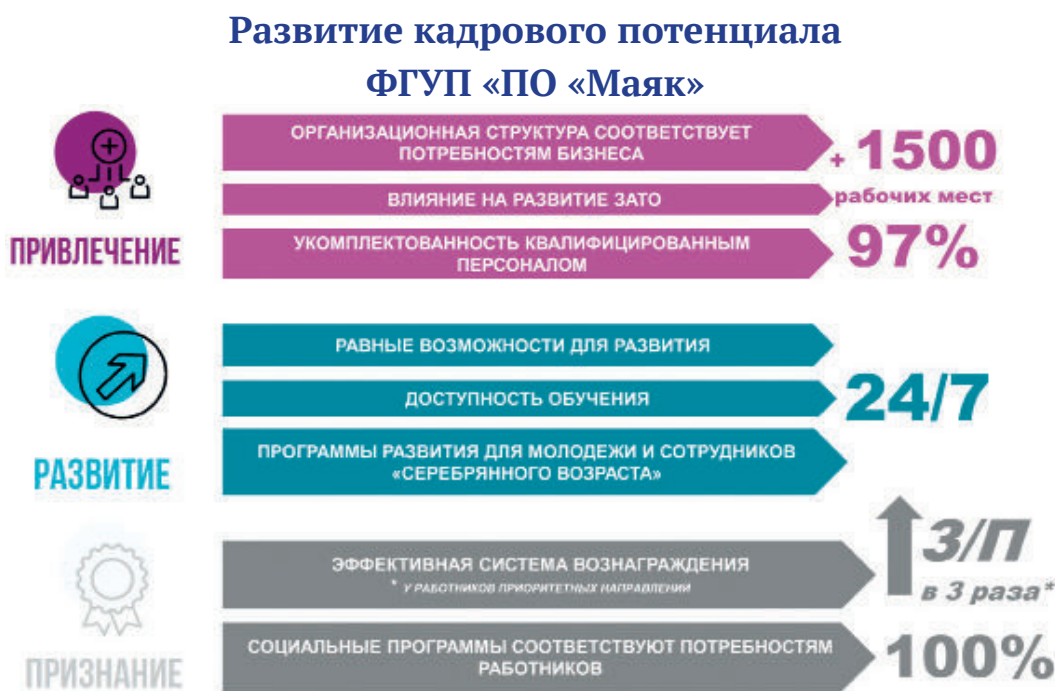 Развитие кадрового потенциала
ФГУП «ПО «Маяк»
ПРИВЛЕЧЕНИЕ
ОРГАНИЗАЦИОННАЯ СТРУКТУРА СООТВЕТСТВУЕТ
ПОТРЕБНОСТЯМ БИЗНЕСА
ВЛИЯНИЕ НА РАЗВИТИЕ ЗАТО
+ 1500
рабочих мест
УКОМПЛЕКТОВАННОСТЬ КВАЛИФИЦИРОВАННЫМ
ПЕРСОНАЛОМ
97%
РАЗВИТИЕ
РАВНЫЕ ВОЗМОЖНОСТИ ДЛЯ РАЗВИТИЯ
ДОСТУПНОСТЬ ОБУЧЕНИЯ
24/7
ПРОГРАММЫ РАЗВИТИЯ ДЛЯ МОЛОДЕЖИ И СОТРУДНИКОВ
«СЕРЕБРЯННОГО ВОЗРАСТА»
ПРИЗНАНИЕ
ЭФФЕКТИВНАЯ СИСТЕМА ВОЗНАГРАЖДЕНИЯ
* У РАБОТНИКОВ ПРИОРИТЕТНЫХ НАПРАВЛЕНИЙ
З/П
в 3 раза*
СОЦИАЛЬНЫЕ ПРОГРАММЫ СООТВЕТСТВУЮТ ПОТРЕБНОСТЯМ
РАБОТНИКОВ
100%